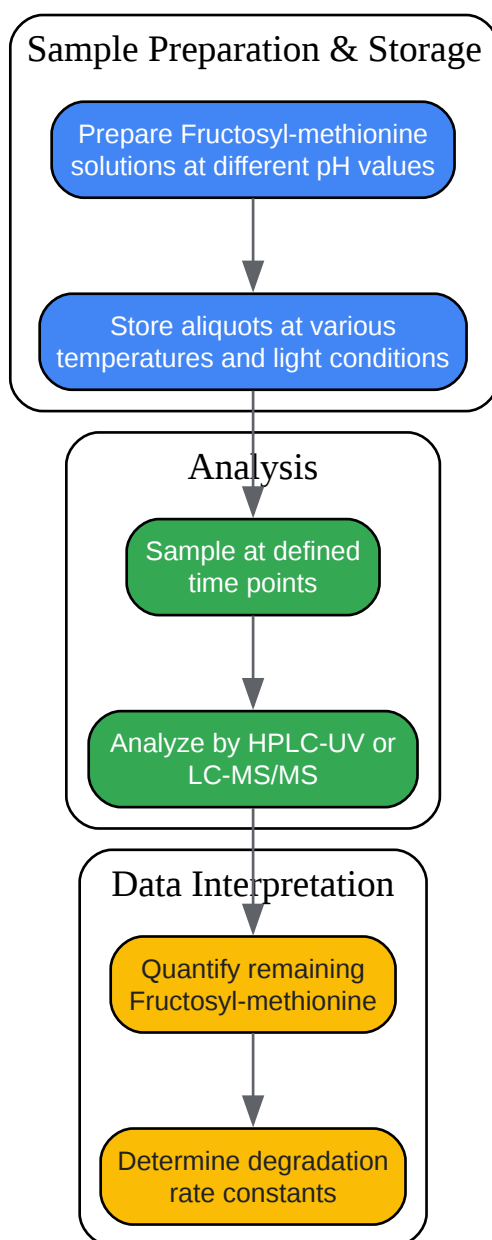 Sample Preparation & Storage
Prepare Fructosyl-methionine
solutions at different pH values
Store aliquots at various
temperatures and light conditions
Analysis
Sample at defined
time points
Analyze by HPLC-UV or
LC-MS/MS
Data Interpretation
Quantify remaining
Fructosyl-methionine
Determine degradation
rate constants